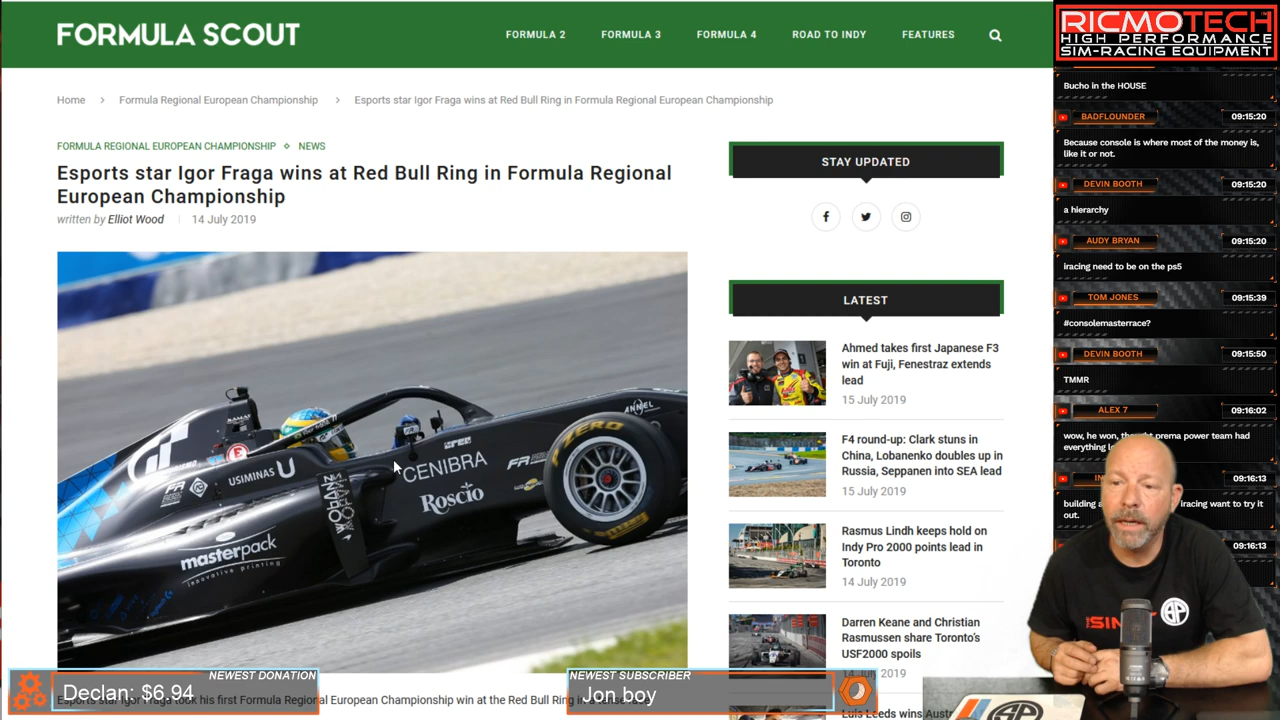 FORMULA SCOUT
FORMULA 2
FORMULA 3
FORMULA 4
ROAD TO INDY
FEATURES
Home > Formula Regional European Championship > Esports star Igor Fraga wins at Red Bull Ring in Formula Regional European Championship
FORMULA REGIONAL EUROPEAN CHAMPIONSHIP ◇ NEWS
Esports star Igor Fraga wins at Red Bull Ring in Formula Regional
European Championship
written by Elliot Wood | 14 July 2019
USIMINAS U
CENIBRA
Roscio
masterpack
innovative printing
ZERO
ANMEL
STAY UPDATED
LATEST
Ahmed takes first Japanese F3
win at Fuji, Fenestraz extends
lead
15 July 2019
F4 round-up: Clark stuns in
China, Lobanenko doubles up in
Russia, Seppanen into SEA lead
15 July 2019
Rasmus Lindh keeps hold on
Indy Pro 2000 points lead in
Toronto
14 July 2019
Darren Keane and Christian
Rasmussen share Toronto's
USF2000 spoils
14 July 2019
Luis Leeds wins
RICMOTECH
HIGH PERFORMANCE
SIM-RACING EQUIPMENT
Bucho in the HOUSE
BADFLOUNDER 09:15:20
Because console is where most of the money is,
like it or not.
DEVIN BOOTH 09:15:20
a hierarchy
AUDY BRYAN 09:15:20
iracing need to be on the ps5
TOM JONES 09:15:39
#consolemasterrace?
DEVIN BOOTH 09:15:50
TMMR
ALEX 7 09:16:02
wow, he won, prema power team had
everything
09:16:13
building iracing want to try it
out.
09:16:13
NEWEST DONATION
Declan: $6.94
NEWEST SUBSCRIBER
Jon boy
Esports star Igor Fraga took his first Formula Regional European Championship win at the Red Bull Ring in